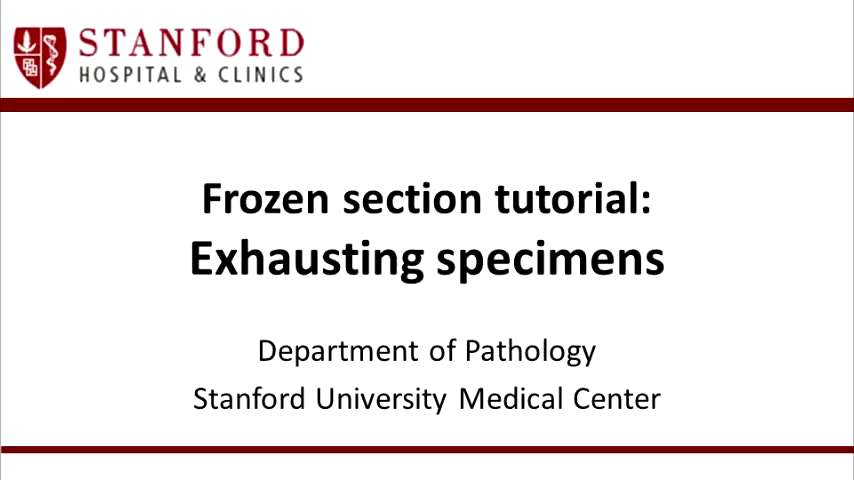 STANFORD
HOSPITAL & CLINICS
Frozen section tutorial:
Exhausting specimens
Department of Pathology
Stanford University Medical Center